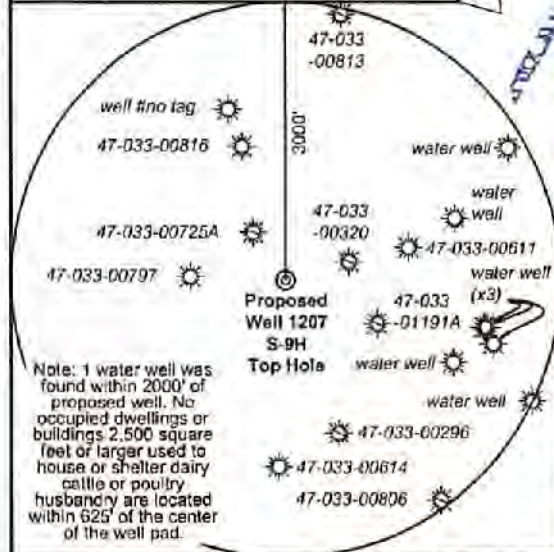 47-033
-00813
well #no tag
3000'
47-033-00816
water well
water
well
47-033
-00320
47-033-00725A
47-033-00611
47-033-00797
water well
(x3)
Proposed
Well 1207
S-9H
Top Hole
47-033
-01191A
water well
Note: 1 water well was
found within 2000' of
proposed well. No
occupied dwellings or
buildings 2,500 square
feet or larger used to
house or shelter dairy
cattle or poultry
husbandry are located
within 625' of the center
of the well pad.
water well
47-033-00296
47-033-00614
47-033-00806